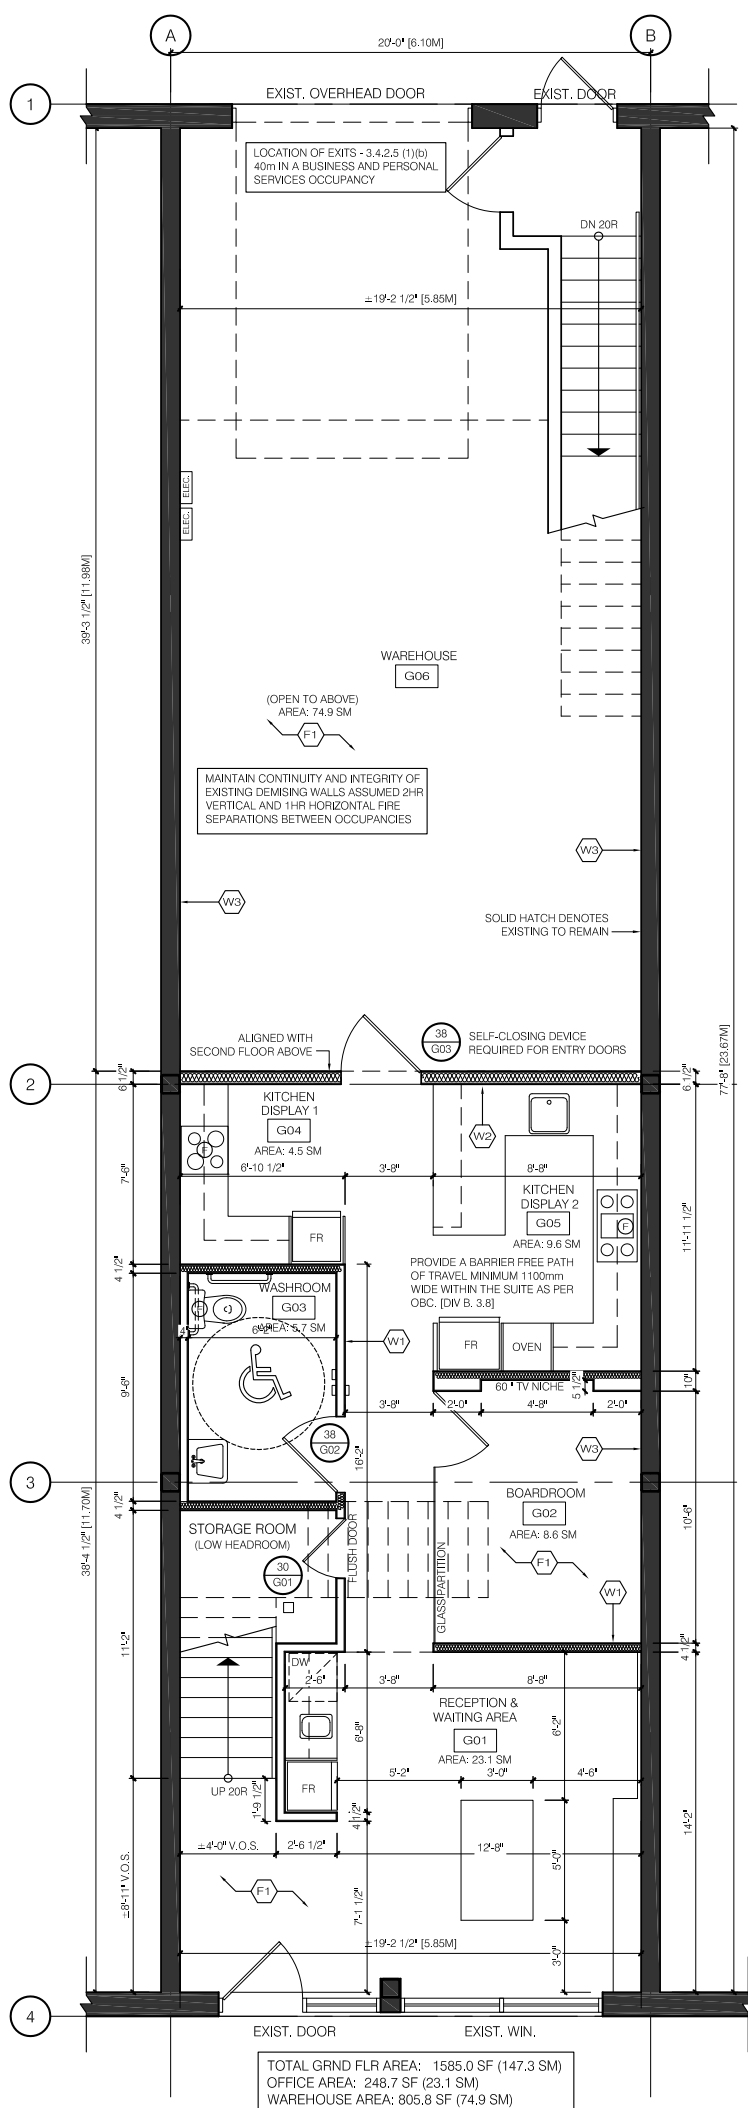 A
B
20'-0" [6.10M]
1
EXIST. OVERHEAD DOOR
EXIST. DOOR
LOCATION OF EXITS - 3.4.2.5 (1)(b)
40m IN A BUSINESS AND PERSONAL
SERVICES OCCUPANCY
DN 20R
±19'-2 1/2" [5.85M]
ELEC.
ELEC.
39'-3 1/2" [11.98M]
WAREHOUSE
G06
(OPEN TO ABOVE)
AREA: 74.9 SM
F1
MAINTAIN CONTINUITY AND INTEGRITY OF
EXISTING DEMISING WALLS ASSUMED 2HR
VERTICAL AND 1HR HORIZONTAL FIRE
SEPARATIONS BETWEEN OCCUPANCIES
W3
W3
SOLID HATCH DENOTES
EXISTING TO REMAIN
ALIGNED WITH
SECOND FLOOR ABOVE
38
G03
SELF-CLOSING DEVICE
REQUIRED FOR ENTRY DOORS
77'-8" [23.67M]
2
6 1/2"
6 1/2"
KITCHEN
DISPLAY 1
G04
AREA: 4.5 SM
W2
F
6'-10 1/2"
3'-8"
8'-8"
7'-6"
KITCHEN
DISPLAY 2
G05
AREA: 9.6 SM
F
11'-11 1/2"
FR
PROVIDE A BARRIER FREE PATH
OF TRAVEL MINIMUM 1100mm
WIDE WITHIN THE SUITE AS PER
OBC. [DIV B. 3.8]
4 1/2"
WASHROOM
G03
AREA: 5.7 SM
F
4"
6'-2"
W1
FR
OVEN
9'-6"
60" TV NICHE
5 1/2"
10"
3'-8"
2'-0"
4'-8"
2'-0"
38
G02
16'-2"
W3
3
4 1/2"
38'-4 1/2" [11.70M]
BOARDROOM
G02
AREA: 8.6 SM
F1
10'-6"
STORAGE ROOM
(LOW HEADROOM)
30
G01
FLUSH DOOR
GLASS PARTITION
W1
4 1/2"
11'-2"
DW
2'-6"
3'-8"
8'-8"
RECEPTION &
WAITING AREA
G01
AREA: 23.1 SM
6'-8"
6'-2"
FR
UP 20R
5'-2"
3'-0"
4'-6"
1'-9 1/2"
4 1/2"
14'-2"
±4'-0" V.O.S.
2'-6 1/2"
12'-8"
5'-0"
±8'-11" V.O.S.
F1
7'-1 1/2"
±19'-2 1/2" [5.85M]
3'-0"
4
EXIST. DOOR
EXIST. WIN.
TOTAL GRND FLR AREA: 1585.0 SF (147.3 SM)
OFFICE AREA: 248.7 SF (23.1 SM)
WAREHOUSE AREA: 805.8 SF (74.9 SM)